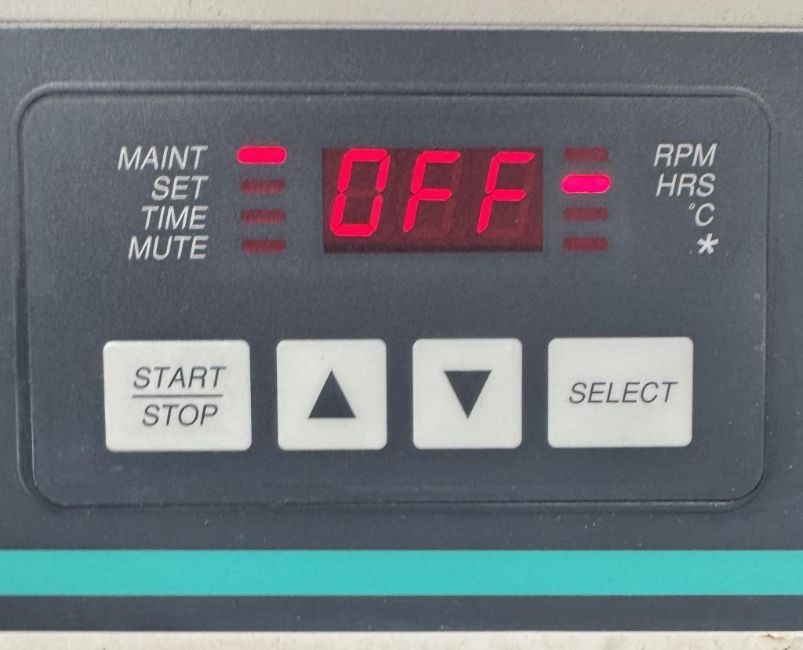 MAINT
SET
TIME
MUTE
OFF
RPM
HRS
°C
*
START
STOP
▲
▼
SELECT